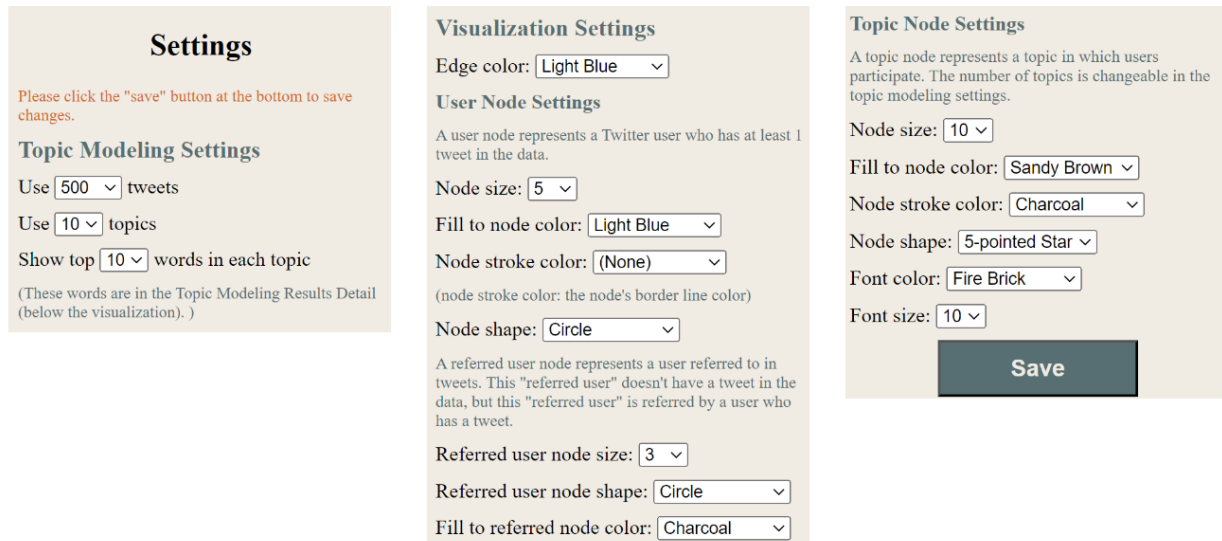 Settings
Please click the "save" button at the bottom to save
changes.
Topic Modeling Settings
Use 500 tweets
Use 10 topics
Show top 10 words in each topic
(These words are in the Topic Modeling Results Detail
(below the visualization). )
Visualization Settings
Edge color: Light Blue
User Node Settings
A user node represents a Twitter user who has at least 1
tweet in the data.
Node size: 5
Fill to node color: Light Blue
Node stroke color: (None)
(node stroke color: the node's border line color)
Node shape: Circle
A referred user node represents a user referred to in
tweets. This "referred user" doesn't have a tweet in the
data, but this "referred user" is referred by a user who
has a tweet.
Referred user node size: 3
Referred user node shape: Circle
Fill to referred node color: Charcoal
Topic Node Settings
A topic node represents a topic in which users
participate. The number of topics is changeable in the
topic modeling settings.
Node size: 10
Fill to node color: Sandy Brown
Node stroke color: Charcoal
Node shape: 5-pointed Star
Font color: Fire Brick
Font size: 10
Save